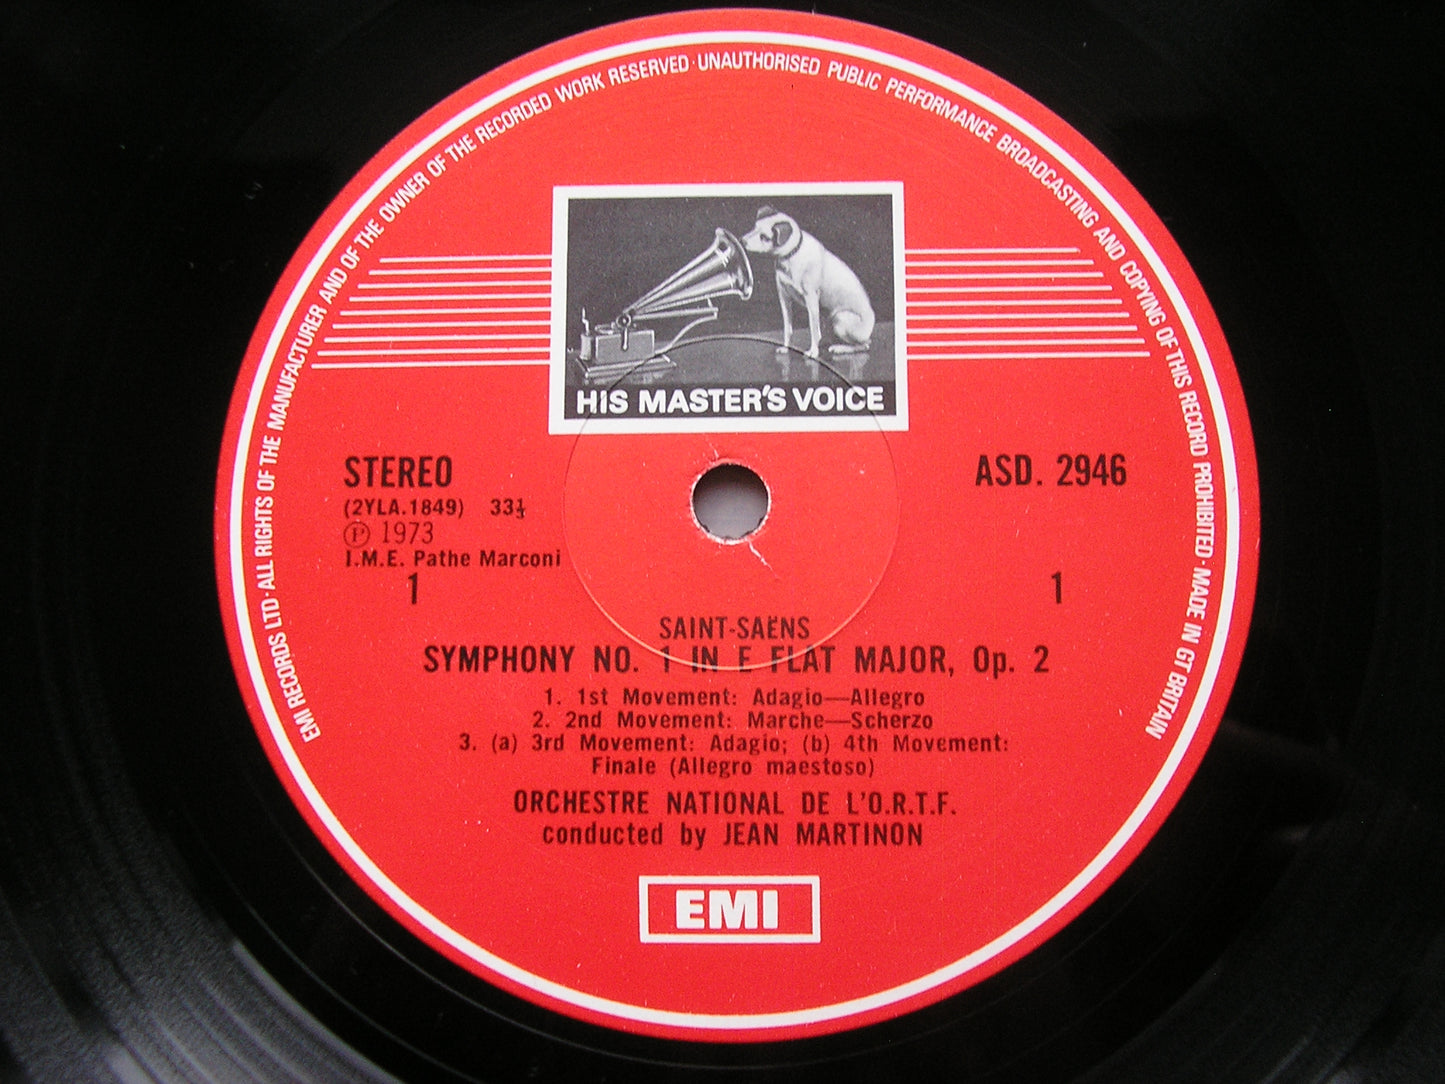 EMI RECORDS LTD · ALL RIGHTS OF THE MANUFACTURER AND OF THE OWNER OF THE RECORDED WORK RESERVED · UNAUTHORISED PUBLIC PERFORMANCE BROADCASTING AND COPYING OF THIS RECORD PROHIBITED · MADE IN GT BRITAIN
HIS MASTER'S VOICE
STEREO
ASD. 2946
(2YLA.1849) 33⅓
Ⓟ 1973
I.M.E. Pathe Marconi
1 1
SAINT-SAËNS
SYMPHONY NO. 1 IN E FLAT MAJOR, Op. 2
1. 1st Movement: Adagio—Allegro
2. 2nd Movement: Marche—Scherzo
3. (a) 3rd Movement: Adagio; (b) 4th Movement:
Finale (Allegro maestoso)
ORCHESTRE NATIONAL DE L'O.R.T.F.
conducted by JEAN MARTINON
EMI